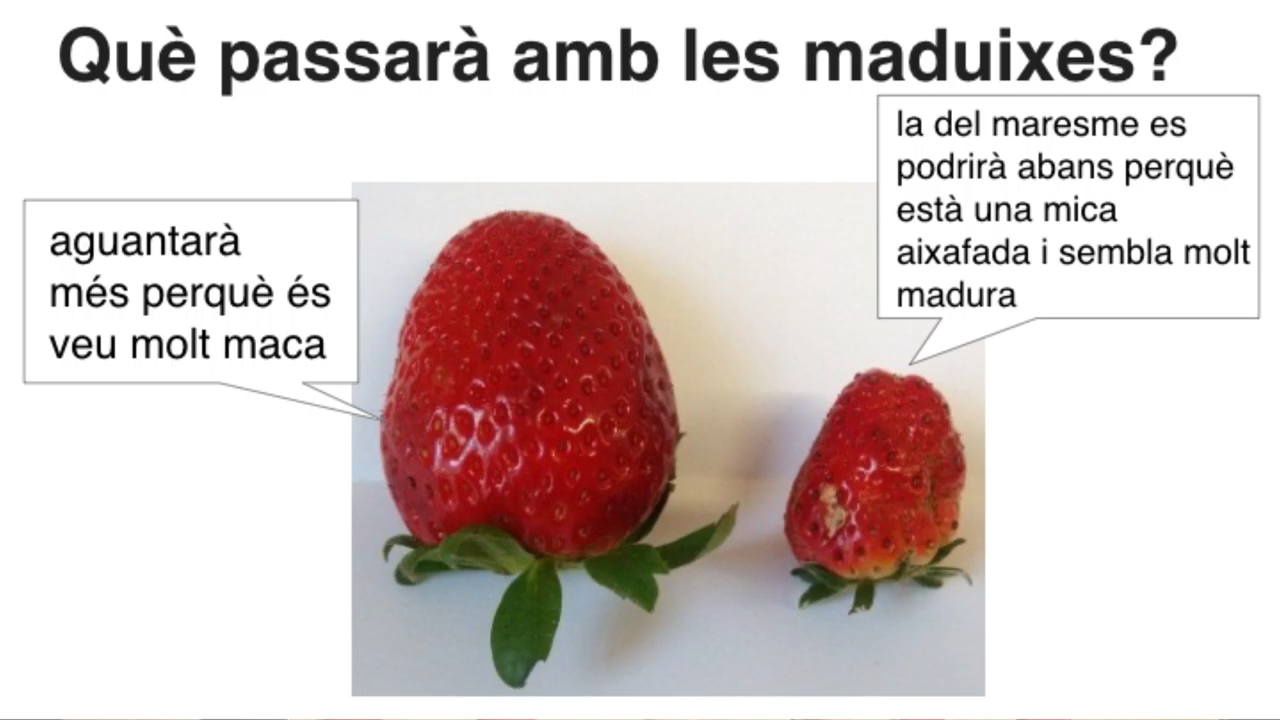 Què passarà amb les maduixes?
la del maresme es
podrirà abans perquè
està una mica
aixafada i sembla molt
madura
aguantarà
més perquè és
veu molt maca